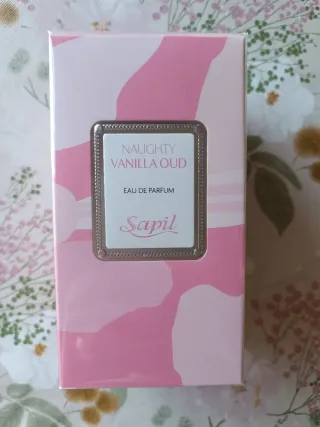 NAUGHTY
VANILLA OUD
EAU DE PARFUM
Sapil